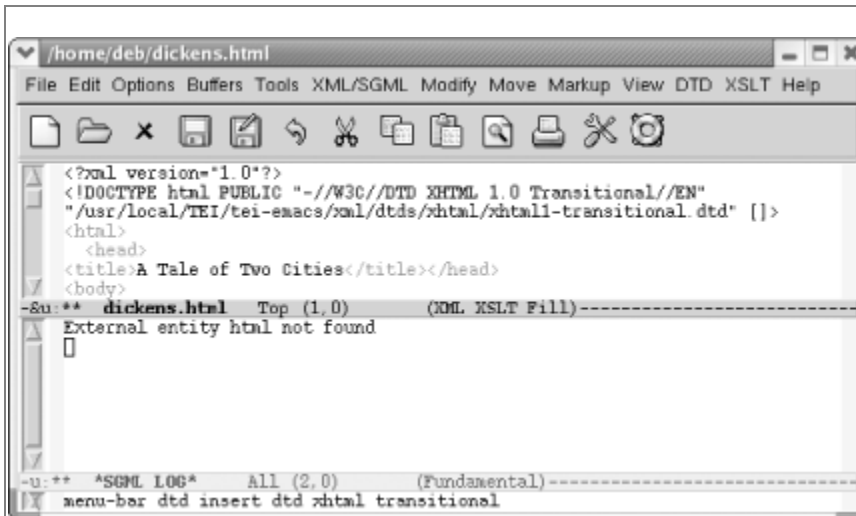 /home/deb/dickens.html
File Edit Options Buffers Tools XML/SGML Modify Move Markup View DTD XSLT Help
<?xml version="1.0"?>
<!DOCTYPE html PUBLIC "-//W3C//DTD XHTML 1.0 Transitional//EN"
"/usr/local/TEI/tei-emacs/xml/dtds/xhtml/xhtml1-transitional.dtd" []>
<html>
<head>
<title>A Tale of Two Cities</title></head>
<body>
-&u:** dickens.html Top (1,0) (XML XSLT Fill)--------------------------
External entity html not found
-u:** *SGML LOG* All (2,0) (Fundamental)----------------------------
menu-bar dtd insert dtd xhtml transitional